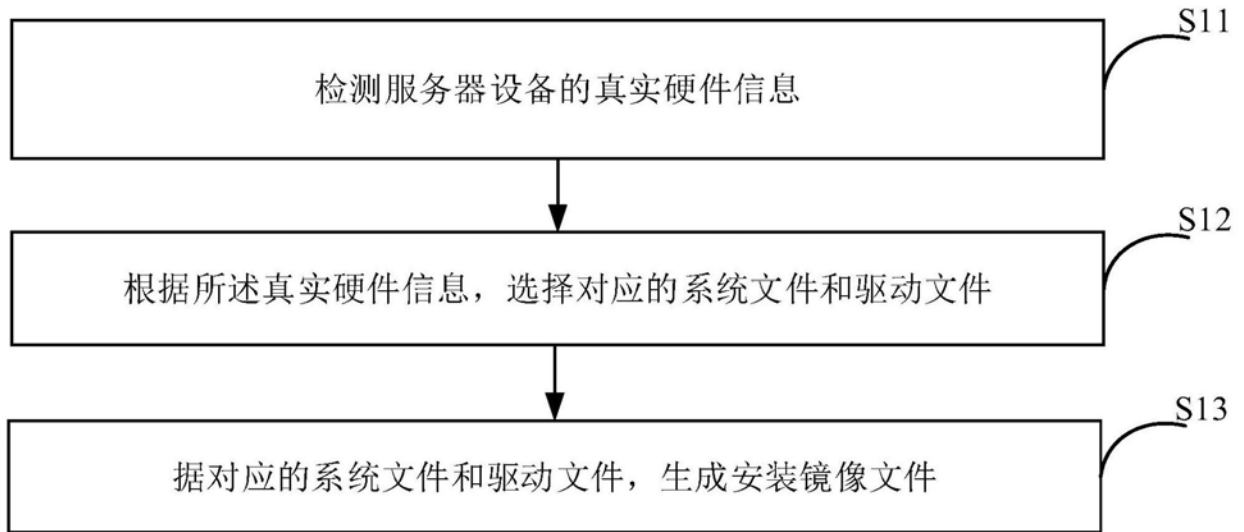 S11
检测服务器设备的真实硬件信息
S12
根据所述真实硬件信息，选择对应的系统文件和驱动文件
S13
据对应的系统文件和驱动文件，生成安装镜像文件